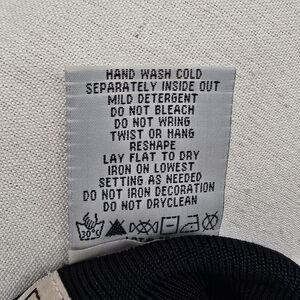 HAND WASH COLD
SEPARATELY INSIDE OUT
MILD DETERGENT
DO NOT BLEACH
DO NOT WRING
TWIST OR HANG
RESHAPE
LAY FLAT TO DRY
IRON ON LOWEST
SETTING AS NEEDED
DO NOT IRON DECORATION
DO NOT DRYCLEAN
30°C